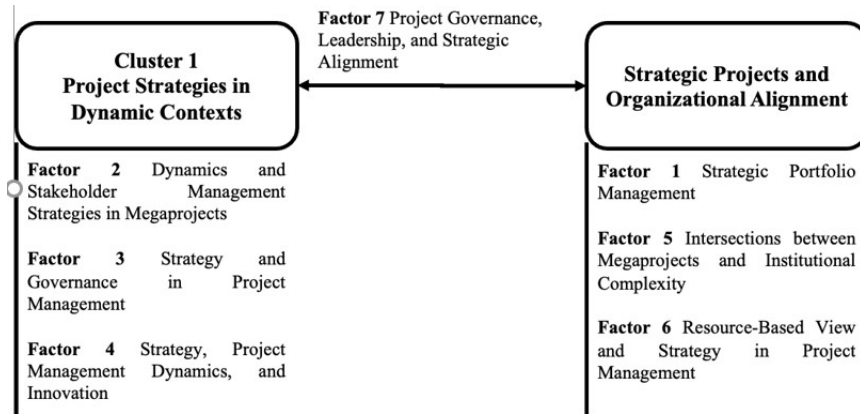 Factor 7 Project Governance,
Leadership, and Strategic
Alignment
Cluster 1
Project Strategies in
Dynamic Contexts
Strategic Projects and
Organizational Alignment
Factor 2 Dynamics and
Stakeholder Management
Strategies in Megaprojects
Factor 3 Strategy and
Governance in Project
Management
Factor 4 Strategy, Project
Management Dynamics, and
Innovation
Factor 1 Strategic Portfolio
Management
Factor 5 Intersections between
Megaprojects and Institutional
Complexity
Factor 6 Resource-Based View
and Strategy in Project
Management